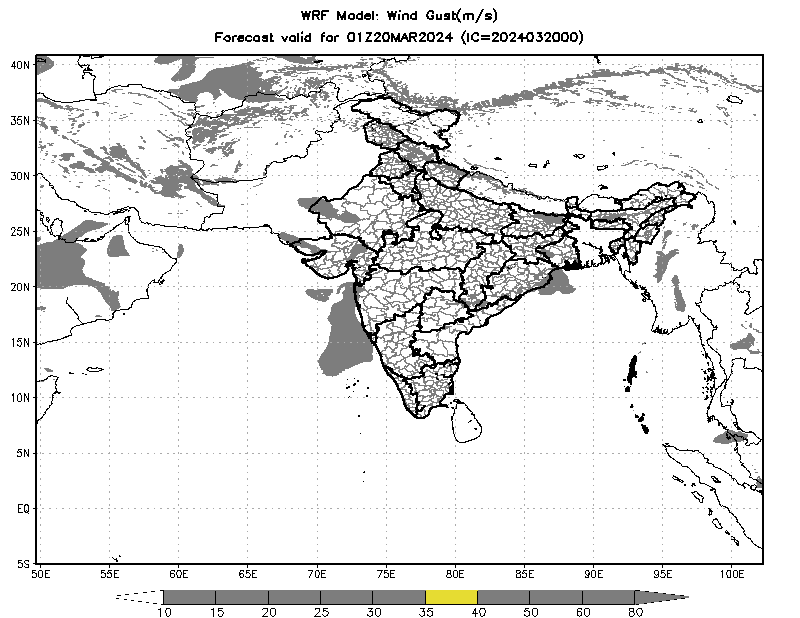 WRF Model: Wind Gust(m/s)
Forecast valid for 01Z20MAR2024 (IC=2024032000)
40N
35N
30N
25N
20N
15N
10N
5N
EQ
5S
50E 55E 60E 65E 70E 75E 80E 85E 90E 95E 100E
10 15 20 25 30 35 40 50 60 80